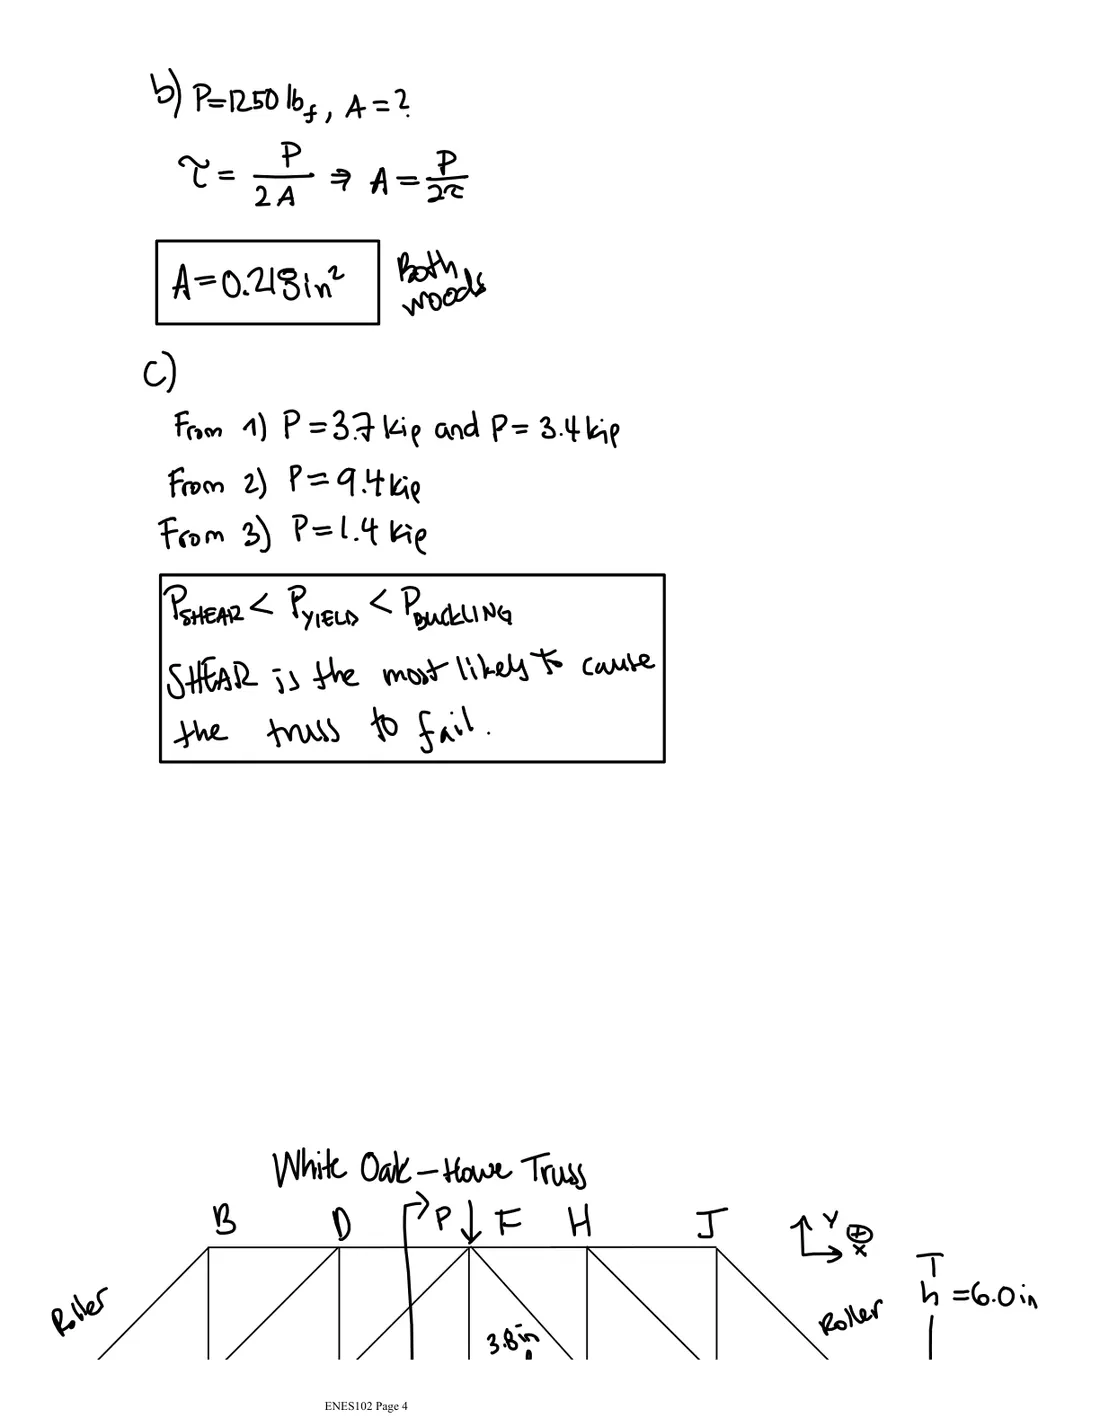 b) P=1250 lbf, A=?
τ = P/2A ⇒ A = P/2τ
A=0.218in² Both woods
c)
From 1) P=3.7 kip and P= 3.4 kip
From 2) P=9.4 kip
From 3) P=1.4 kip
PSHEAR < PYIELD < PBUCKLING
SHEAR is the most likely to cause
the truss to fail.
White Oak - Howe Truss
B D P F H J Y X
Roller 3.8in Roller h =6.0in
ENES102 Page 4